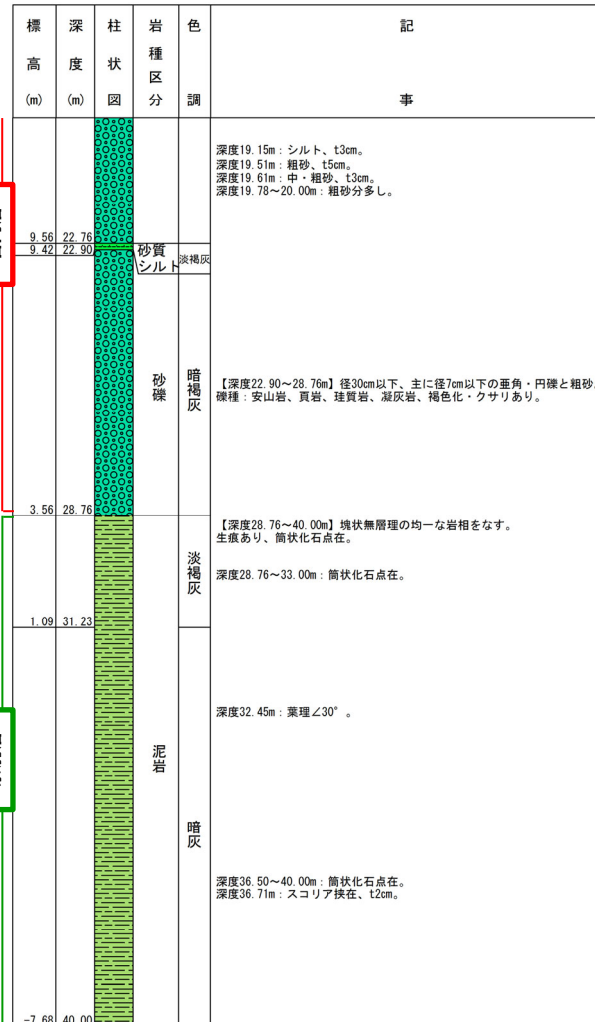 標高(m)
深度(m)
柱状図
岩種区分
色調
記事
深度19.15m：シルト、t3cm。
深度19.51m：粗砂、t5cm。
深度19.61m：中・粗砂、t3cm。
深度19.78～20.00m：粗砂分多し。
9.56 22.76
9.42 22.90
砂質
シルト
淡褐灰
砂礫
暗褐灰
【深度22.90～28.76m】径30cm以下、主に径7cm以下の亜角・円礫と粗砂
礫種：安山岩、頁岩、珪質岩、凝灰岩、褐色化・クサリあり。
3.56 28.76
【深度28.76～40.00m】塊状無層理の均一な岩相をなす。
生痕あり、筒状化石点在。
淡褐灰
深度28.76～33.00m：筒状化石点在。
1.09 31.23
深度32.45m：葉理∠30°。
泥岩
暗灰
深度36.50～40.00m：筒状化石点在。
深度36.71m：スコリア挟在、t2cm。
-7.68 40.00